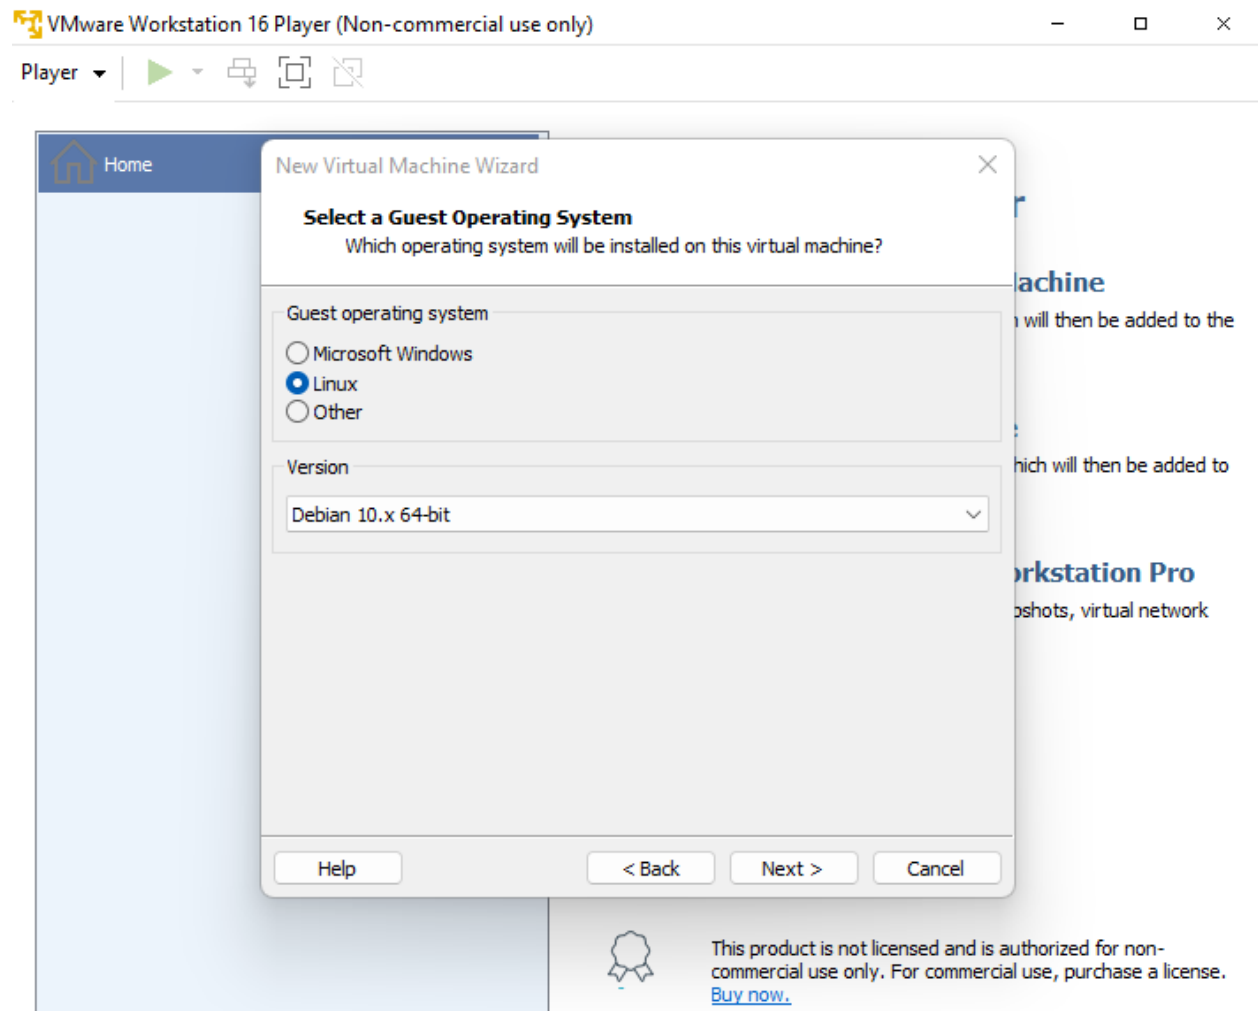 VMware Workstation 16 Player (Non-commercial use only)
Player
Home
New Virtual Machine Wizard
Select a Guest Operating System
Which operating system will be installed on this virtual machine?
Guest operating system
Microsoft Windows
Linux
Other
Version
Debian 10.x 64-bit
Help
< Back
Next >
Cancel
r
achine
will then be added to the
hich will then be added to
orkstation Pro
pshots, virtual network
This product is not licensed and is authorized for non-
commercial use only. For commercial use, purchase a license.
Buy now.